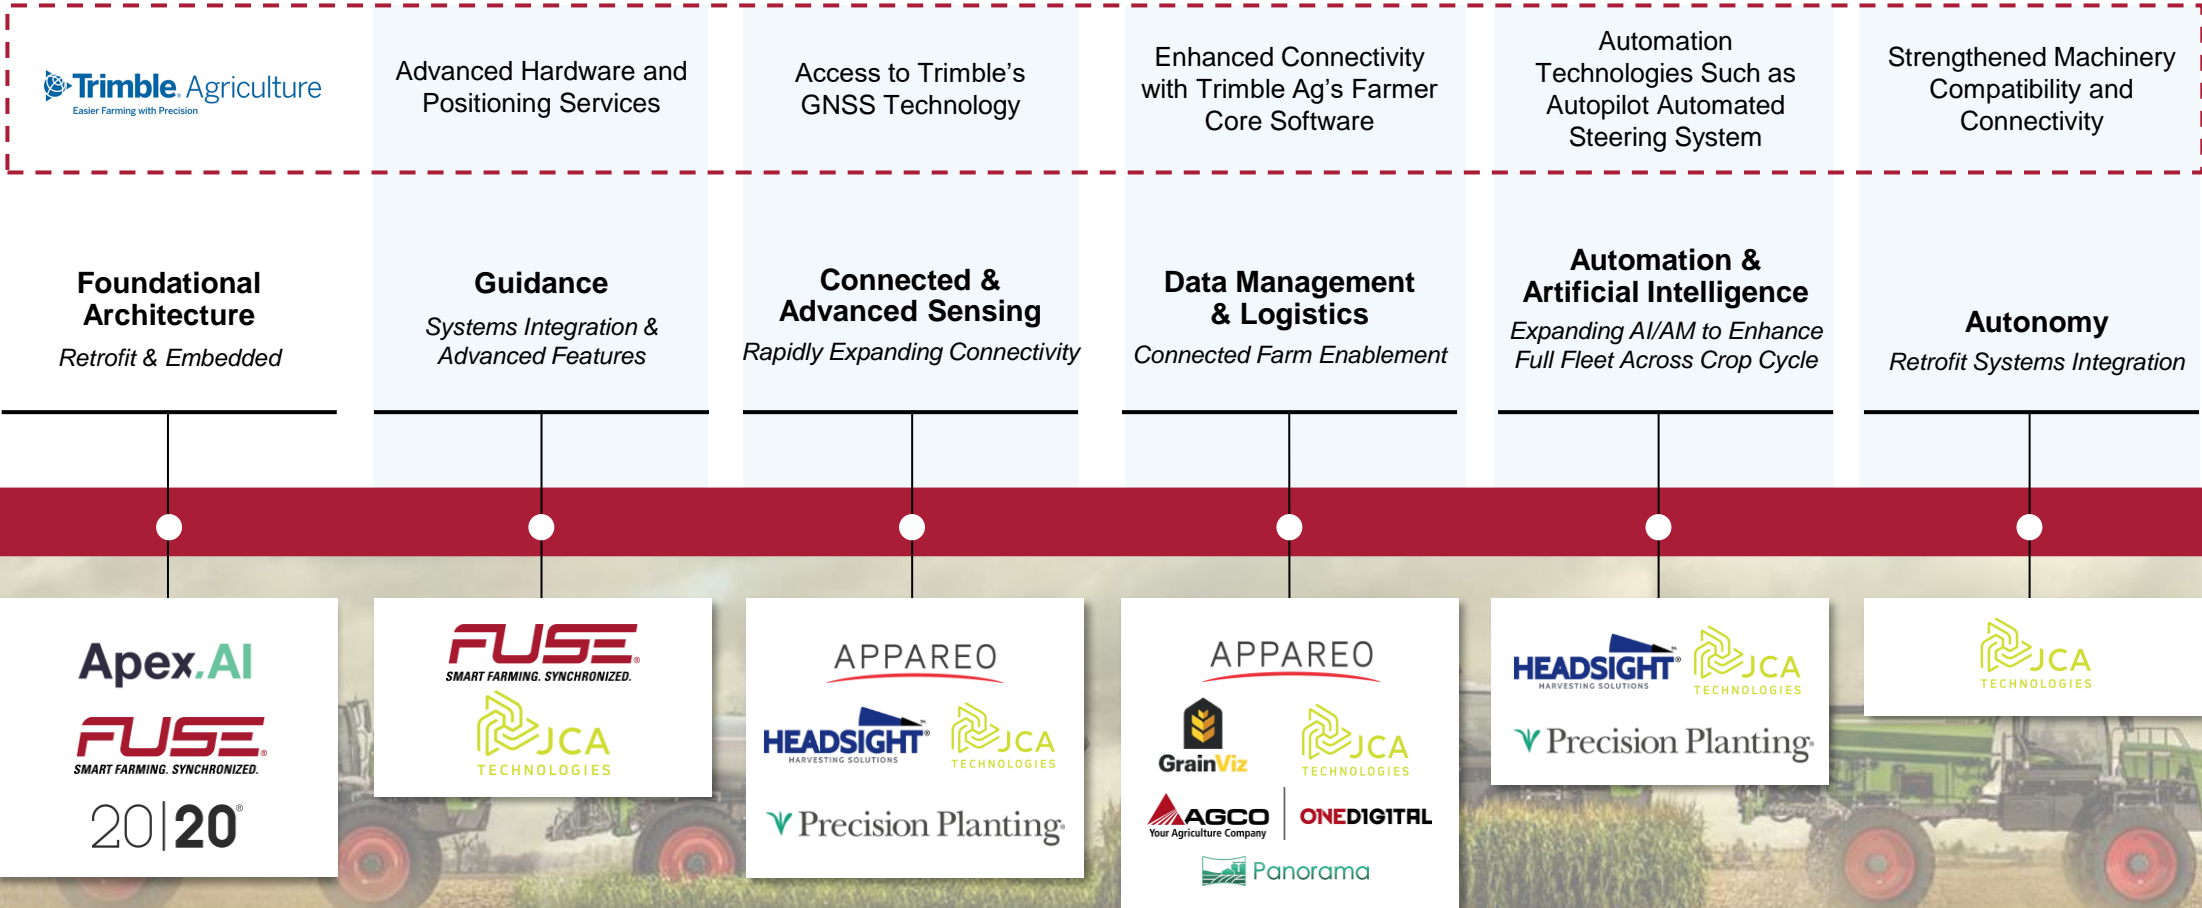 Trimble. Agriculture
Easier Farming with Precision
Advanced Hardware and
Positioning Services
Access to Trimble's
GNSS Technology
Enhanced Connectivity
with Trimble Ag's Farmer
Core Software
Automation
Technologies Such as
Autopilot Automated
Steering System
Strengthened Machinery
Compatibility and
Connectivity
Foundational
Architecture
Retrofit & Embedded
Guidance
Systems Integration &
Advanced Features
Connected &
Advanced Sensing
Rapidly Expanding Connectivity
Data Management
& Logistics
Connected Farm Enablement
Automation &
Artificial Intelligence
Expanding AI/AM to Enhance
Full Fleet Across Crop Cycle
Autonomy
Retrofit Systems Integration
Apex.AI
FUSE®
SMART FARMING. SYNCHRONIZED.
20|20®
FUSE®
SMART FARMING. SYNCHRONIZED.
JCA
TECHNOLOGIES
APPAREO
HEADSIGHT®
HARVESTING SOLUTIONS
JCA
TECHNOLOGIES
Precision Planting®
APPAREO
GrainViz
JCA
TECHNOLOGIES
AGCO
Your Agriculture Company
ONEDIGITAL
Panorama
HEADSIGHT®
HARVESTING SOLUTIONS
JCA
TECHNOLOGIES
Precision Planting®
JCA
TECHNOLOGIES